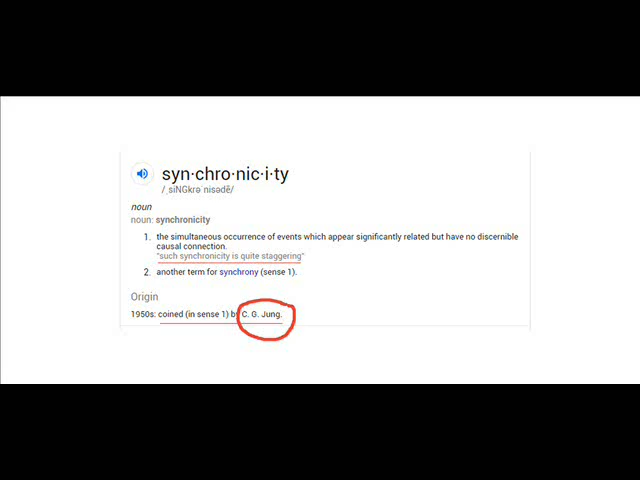 syn·chro·nic·i·ty
/ˌsiNGkrəˈnisədē/
noun
noun: synchronicity
1. the simultaneous occurrence of events which appear significantly related but have no discernible
causal connection.
"such synchronicity is quite staggering"
2. another term for synchrony (sense 1).
Origin
1950s: coined (in sense 1) by C. G. Jung.